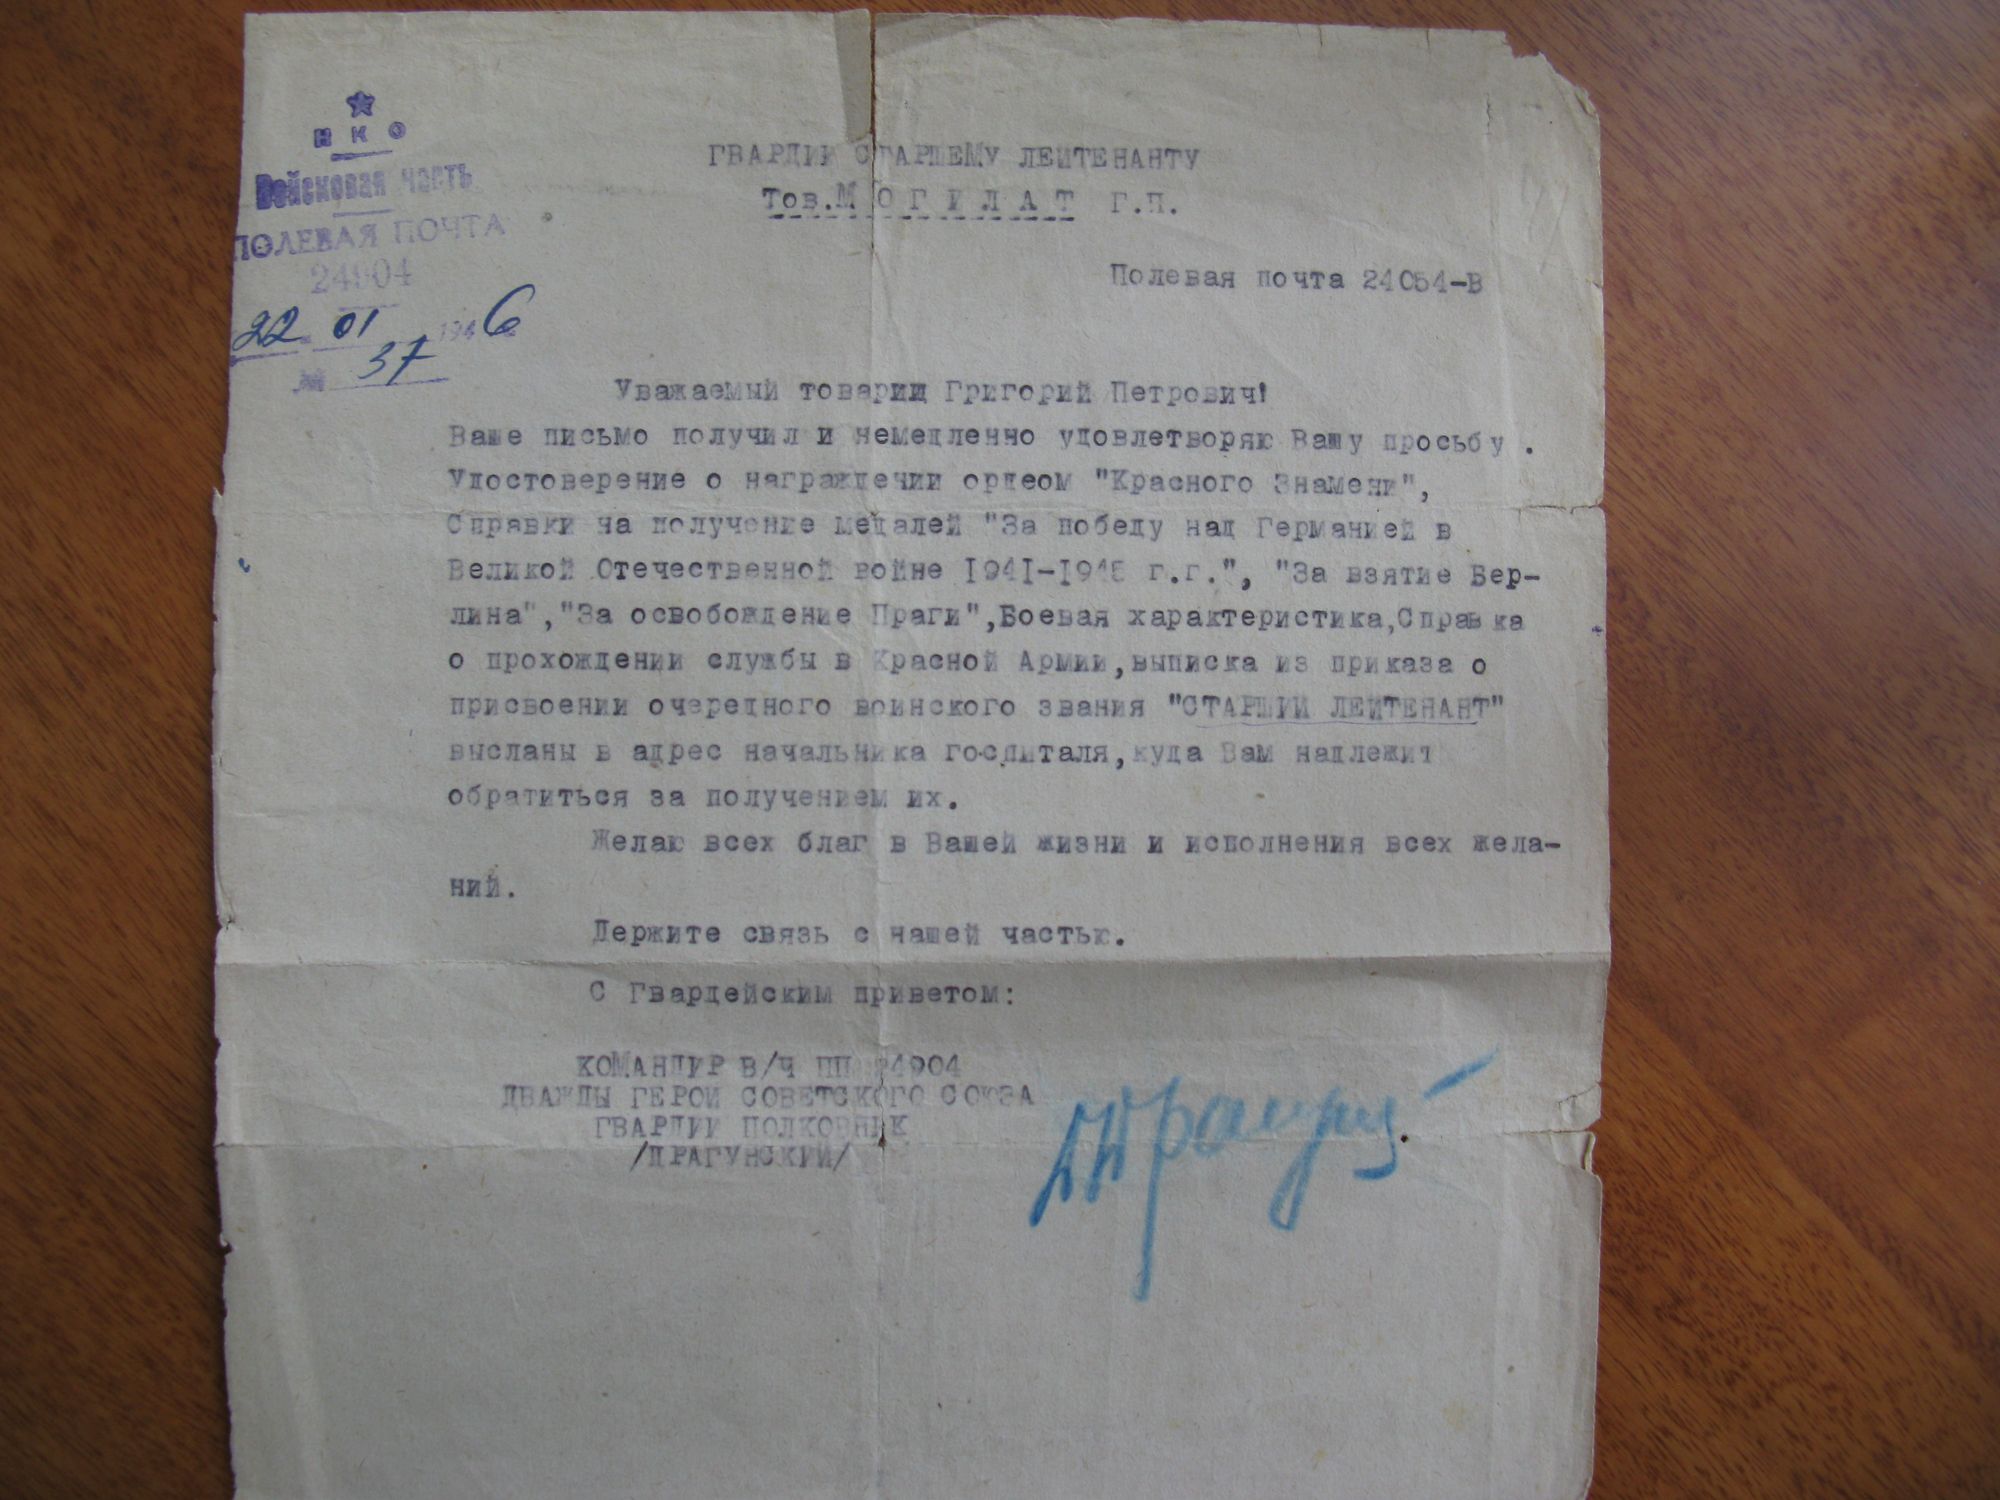 НКО
Войсковая часть
ПОЛЕВАЯ ПОЧТА
24904
22 - 01 1946
№ 37
ГВАРДИИ СТАРШЕМУ ЛЕЙТЕНАНТУ
Тов.МОГИЛАТ Г.П.
Полевая почта 24054-В
Уважаемый товарищ Григорий Петрович!
Ваше письмо получил и немедленно удовлетворяю Вашу просьбу .
Удостоверение о награждении ордеом "Красного Знамени",
Справки на получение медалей "За победу над Германией в
Великой Отечественной войне 1941-1945 г.г.", "За взятие Бер-
лина","За освобождение Праги",Боевая характеристика,Справка
о прохождении службы в Красной Армии,выписка из приказа о
присвоении очередного воинского звания "СТАРШИЙ ЛЕЙТЕНАНТ"
высланы в адрес начальника госпиталя,куда Вам надлежит
обратиться за получением их.
Желаю всех благ в Вашей жизни и исполнения всех жела-
ний.
Держите связь с нашей частью.
С Гвардейским приветом:
КОМАНДИР В/Ч ПП 24904
ДВАЖДЫ ГЕРОЙ СОВЕТСКОГО СОЮЗА
ГВАРДИИ ПОЛКОВНИК
/ДРАГУНСКИЙ/